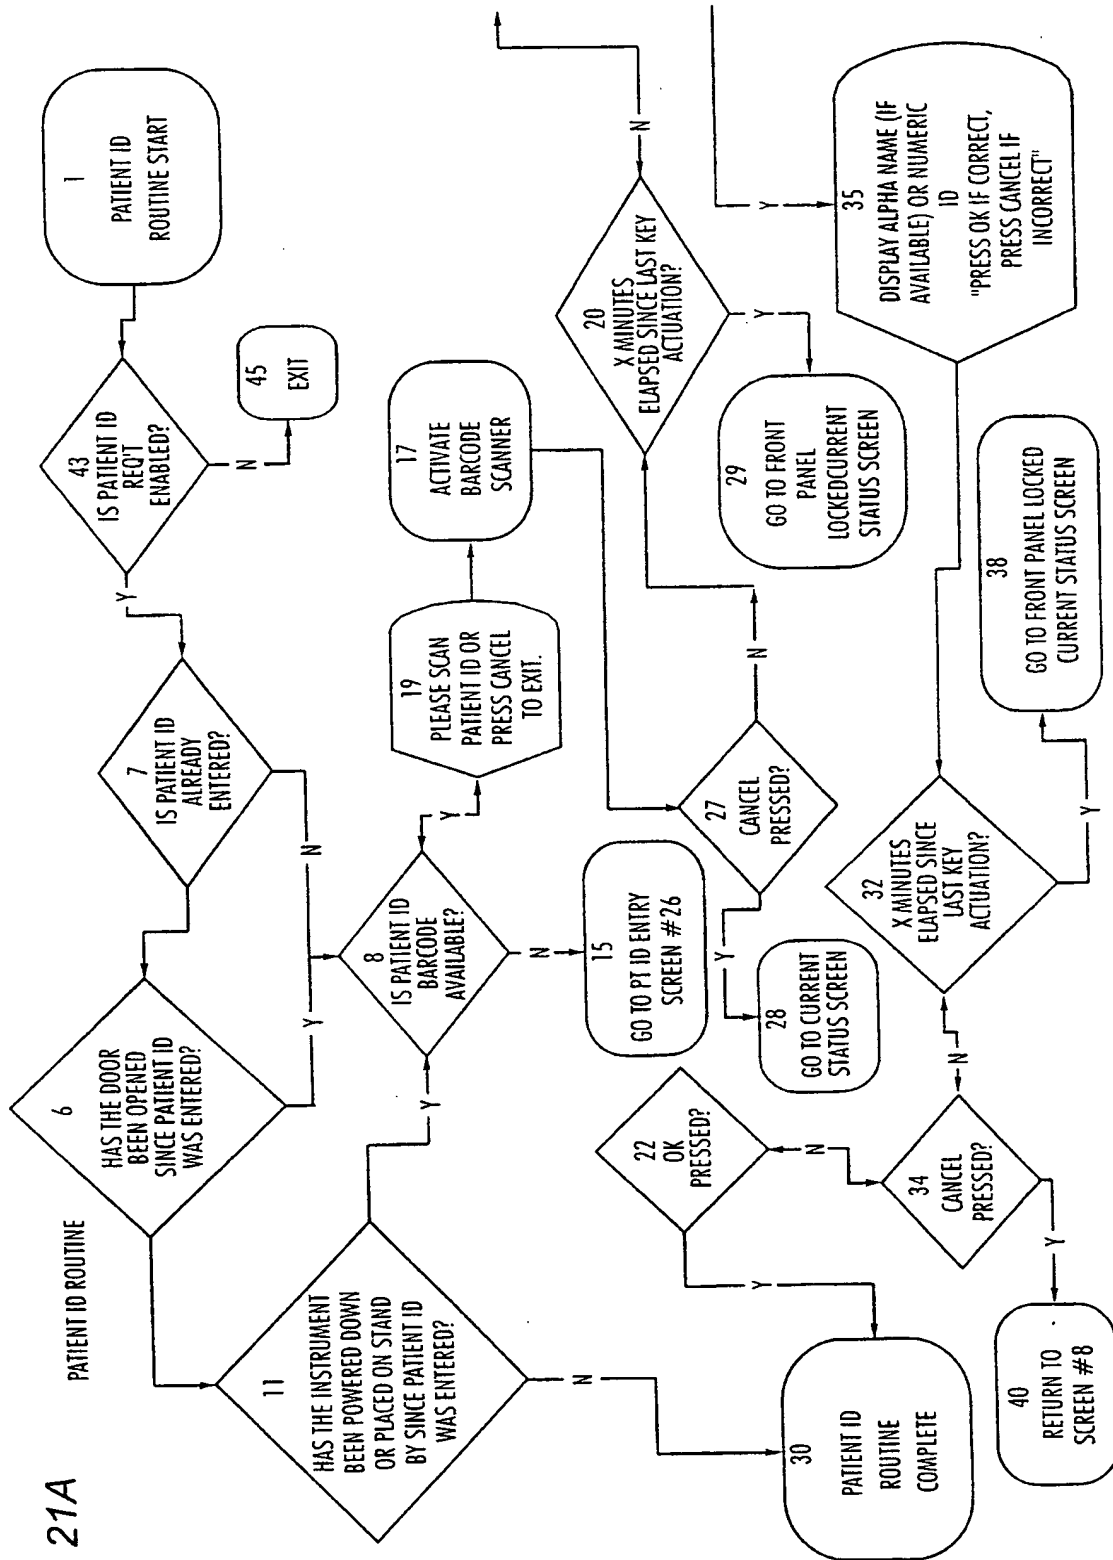 21A
PATIENT ID ROUTINE
1
PATIENT ID
ROUTINE START
43
IS PATIENT ID
REQ'T
ENABLED?
N
45
EXIT
Y
7
IS PATIENT ID
ALREADY
ENTERED?
N
6
HAS THE DOOR
BEEN OPENED
SINCE PATIENT ID
WAS ENTERED?
Y
11
HAS THE INSTRUMENT
BEEN POWERED DOWN
OR PLACED ON STAND
BY SINCE PATIENT ID
WAS ENTERED?
Y
N
8
IS PATIENT ID
BARCODE
AVAILABLE?
Y
N
19
PLEASE SCAN
PATIENT ID OR
PRESS CANCEL
TO EXIT.
17
ACTIVATE
BARCODE
SCANNER
15
GO TO PT ID ENTRY
SCREEN #26
27
CANCEL
PRESSED?
Y
N
28
GO TO CURRENT
STATUS SCREEN
20
X MINUTES
ELAPSED SINCE LAST KEY
ACTUATION?
N
Y
29
GO TO FRONT
PANEL
LOCKEDCURRENT
STATUS SCREEN
Y
35
DISPLAY ALPHA NAME (IF
AVAILABLE) OR NUMERIC
ID
"PRESS OK IF CORRECT,
PRESS CANCEL IF
INCORRECT"
32
X MINUTES
ELAPSED SINCE
LAST KEY
ACTUATION?
Y
N
38
GO TO FRONT PANEL LOCKED
CURRENT STATUS SCREEN
34
CANCEL
PRESSED?
N
Y
22
OK
PRESSED?
Y
30
PATIENT ID
ROUTINE
COMPLETE
40
RETURN TO
SCREEN #8